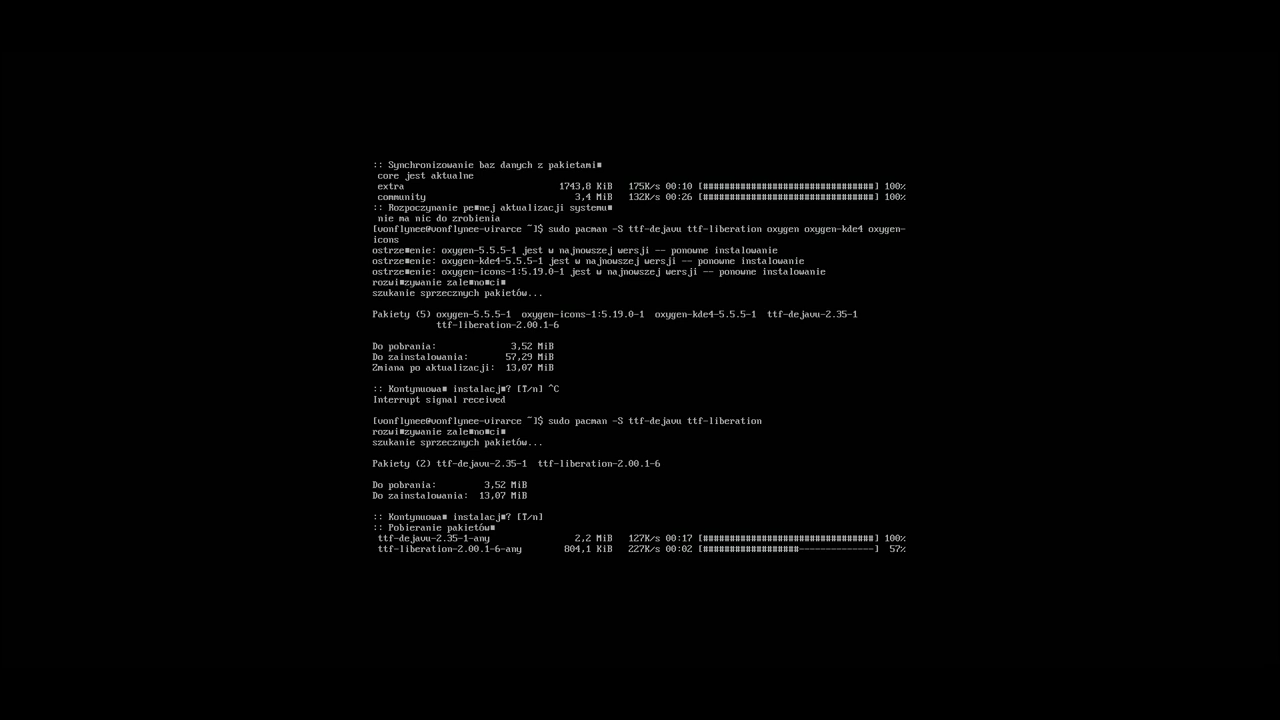 :: Synchronizowanie baz danych z pakietami■
 core jest aktualne
 extra                             1743,8 KiB   175K/s 00:10 [################################] 100%
 community                            3,4 MiB   132K/s 00:26 [################################] 100%
:: Rozpoczynanie pe■nej aktualizacji systemu■
 nie ma nic do zrobienia
[vonflynee@vonflynee-virarce ~]$ sudo pacman -S ttf-dejavu ttf-liberation oxygen oxygen-kde4 oxygen-
icons
ostrze■enie: oxygen-5.5.5-1 jest w najnowszej wersji -- ponowne instalowanie
ostrze■enie: oxygen-kde4-5.5.5-1 jest w najnowszej wersji -- ponowne instalowanie
ostrze■enie: oxygen-icons-1:5.19.0-1 jest w najnowszej wersji -- ponowne instalowanie
rozwi■zywanie zale■no■ci■
szukanie sprzecznych pakietów...
Pakiety (5) oxygen-5.5.5-1  oxygen-icons-1:5.19.0-1  oxygen-kde4-5.5.5-1  ttf-dejavu-2.35-1
            ttf-liberation-2.00.1-6
Do pobrania:              3,52 MiB
Do zainstalowania:       57,29 MiB
Zmiana po aktualizacji:  13,07 MiB
:: Kontynuowa■ instalacj■? [T/n] ^C
Interrupt signal received
[vonflynee@vonflynee-virarce ~]$ sudo pacman -S ttf-dejavu ttf-liberation
rozwi■zywanie zale■no■ci■
szukanie sprzecznych pakietów...
Pakiety (2) ttf-dejavu-2.35-1  ttf-liberation-2.00.1-6
Do pobrania:         3,52 MiB
Do zainstalowania:  13,07 MiB
:: Kontynuowa■ instalacj■? [T/n]
:: Pobieranie pakietów■
 ttf-dejavu-2.35-1-any                2,2 MiB   127K/s 00:17 [################################] 100%
 ttf-liberation-2.00.1-6-any        804,1 KiB   227K/s 00:02 [##################--------------]  57%